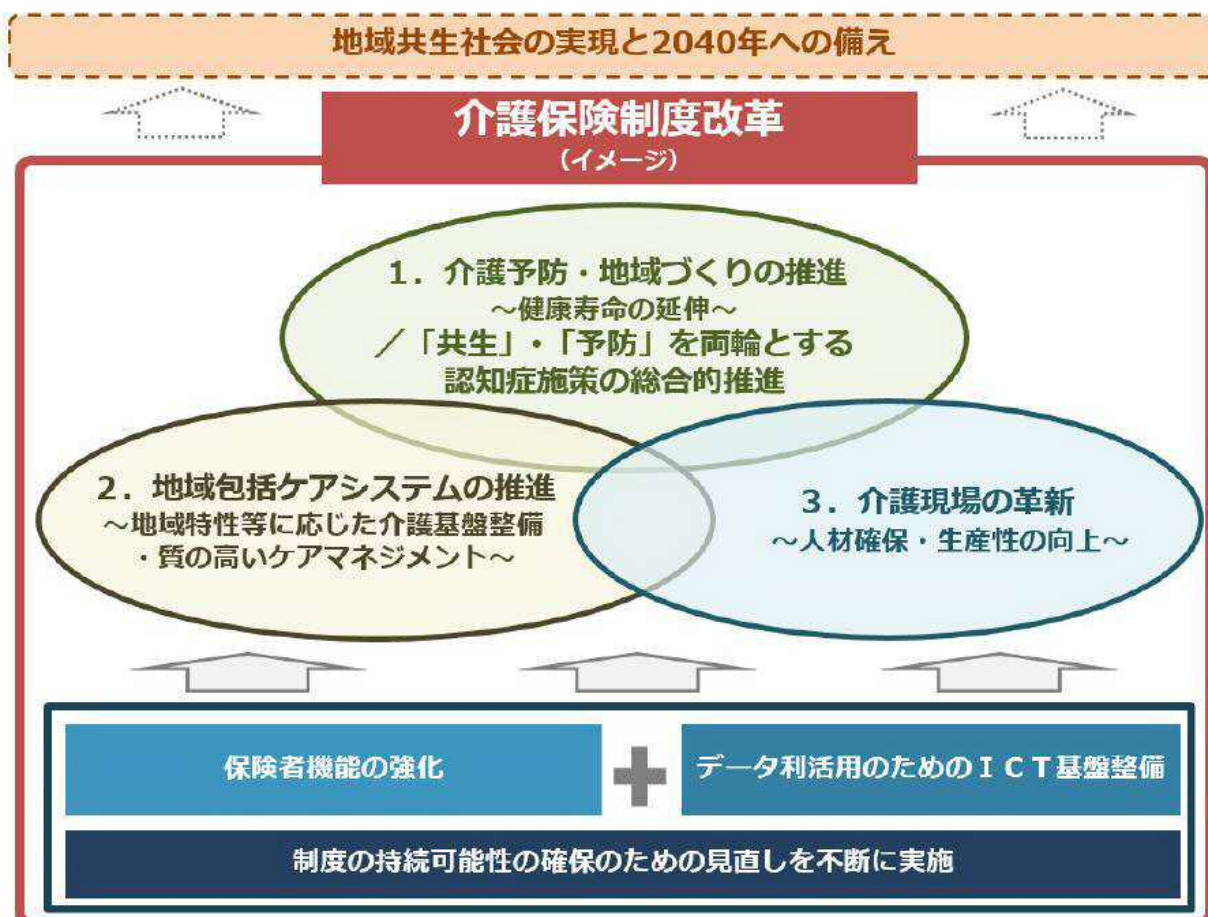 地域共生社会の実現と2040年への備え
介護保険制度改革
（イメージ）
１．介護予防・地域づくりの推進
～健康寿命の延伸～
／「共生」・「予防」を両輪とする
認知症施策の総合的推進
２．地域包括ケアシステムの推進
～地域特性等に応じた介護基盤整備
・質の高いケアマネジメント～
３．介護現場の革新
～人材確保・生産性の向上～
保険者機能の強化
データ利活用のためのＩＣＴ基盤整備
制度の持続可能性の確保のための見直しを不断に実施